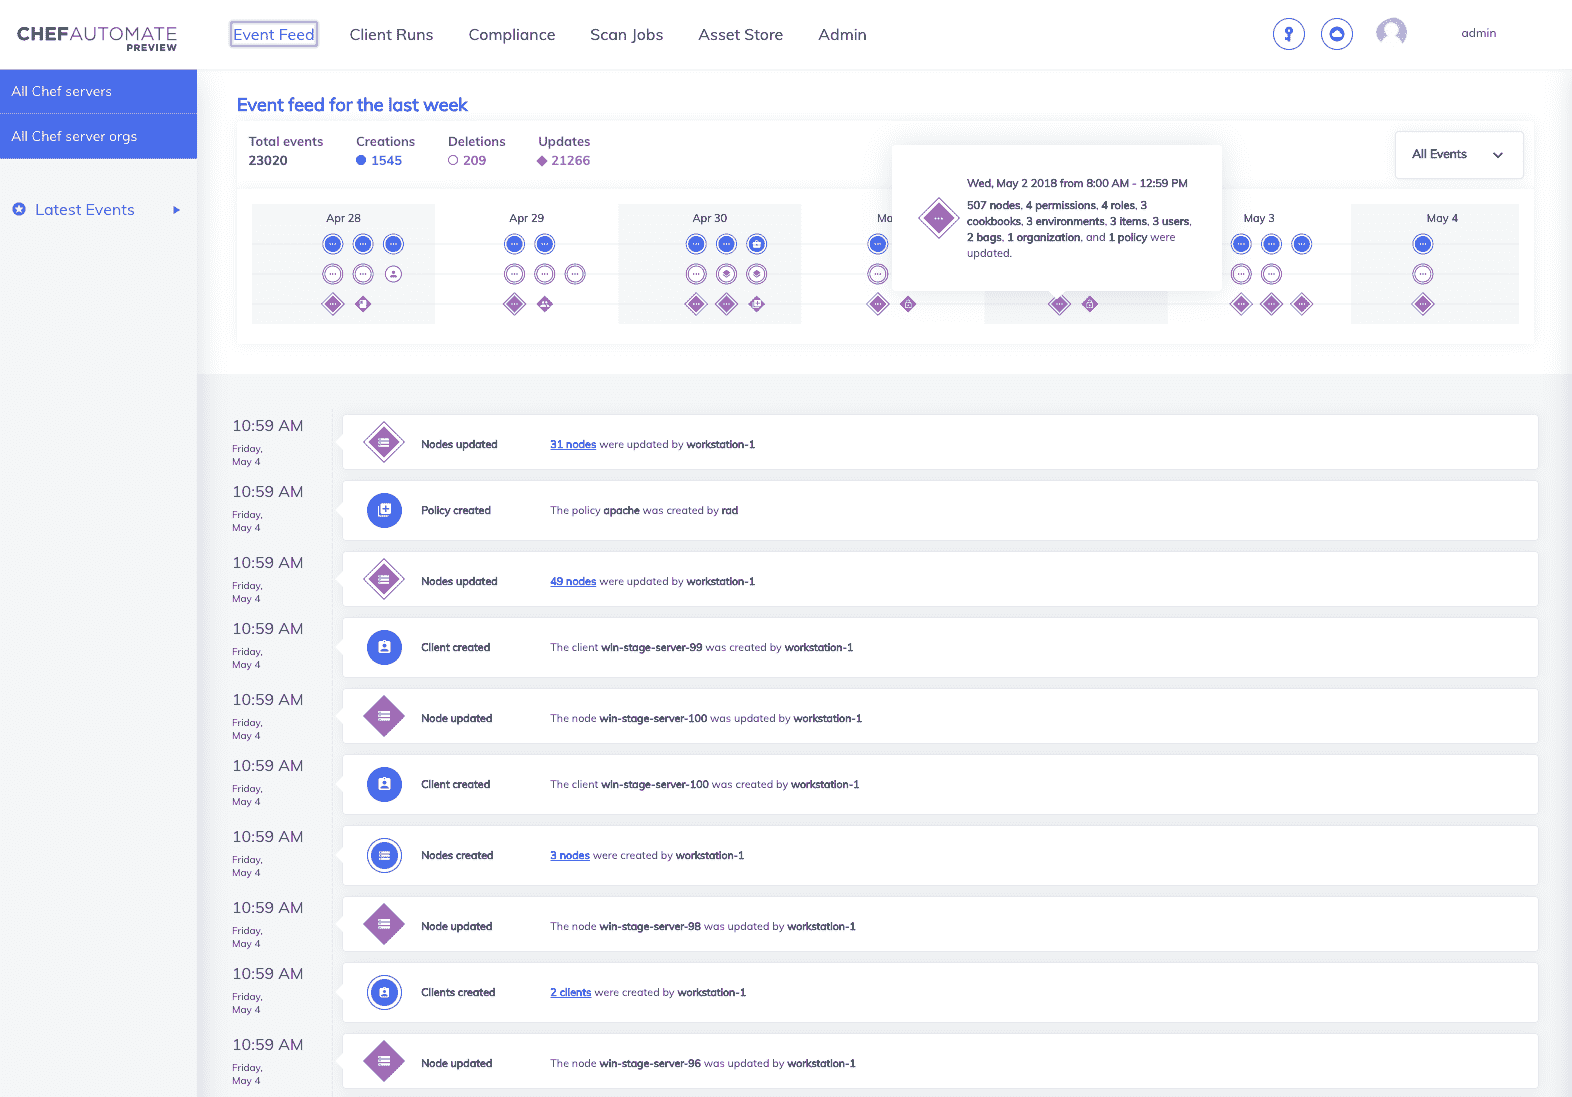 CHEFAUTOMATE
PREVIEW
Event Feed
Client Runs
Compliance
Scan Jobs
Asset Store
Admin
admin
All Chef servers
All Chef server orgs
Latest Events
Event feed for the last week
Total events
23020
Creations
1545
Deletions
209
Updates
21266
All Events
Wed, May 2 2018 from 8:00 AM - 12:59 PM
507 nodes, 4 permissions, 4 roles, 3
cookbooks, 3 environments, 3 items, 3 users,
2 bags, 1 organization, and 1 policy were
updated.
Apr 28
Apr 29
Apr 30
Ma
May 3
May 4
10:59 AM
Friday,
May 4
Nodes updated
31 nodes were updated by workstation-1
10:59 AM
Friday,
May 4
Policy created
The policy apache was created by rad
10:59 AM
Friday,
May 4
Nodes updated
49 nodes were updated by workstation-1
10:59 AM
Friday,
May 4
Client created
The client win-stage-server-99 was created by workstation-1
10:59 AM
Friday,
May 4
Node updated
The node win-stage-server-100 was updated by workstation-1
10:59 AM
Friday,
May 4
Client created
The client win-stage-server-100 was created by workstation-1
10:59 AM
Friday,
May 4
Nodes created
3 nodes were created by workstation-1
10:59 AM
Friday,
May 4
Node updated
The node win-stage-server-98 was updated by workstation-1
10:59 AM
Friday,
May 4
Clients created
2 clients were created by workstation-1
10:59 AM
Friday,
May 4
Node updated
The node win-stage-server-96 was updated by workstation-1